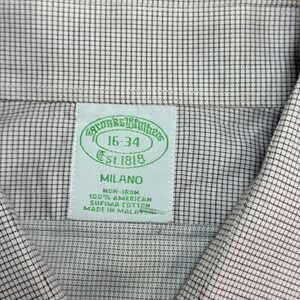 Brooks Brothers
16-34
Est. 1818
MILANO
NON-IRON
100% AMERICAN
SUPIMA COTTON
MADE IN MALAYSIA